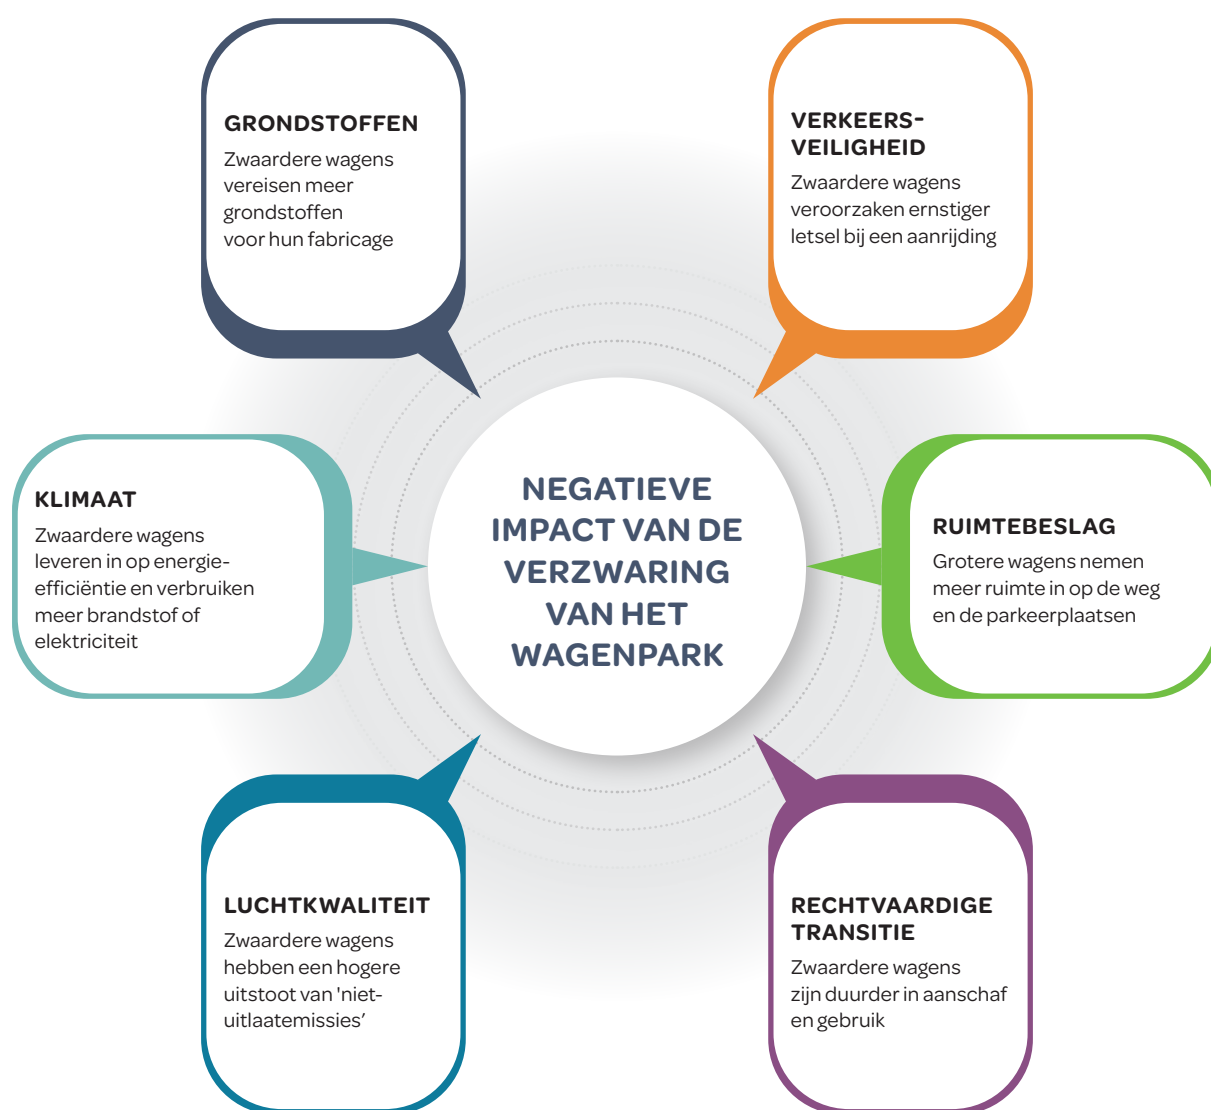 GRONDSTOFFEN
Zwaardere wagens
vereisen meer
grondstoffen
voor hun fabricage
VERKEERS-
VEILIGHEID
Zwaardere wagens
veroorzaken ernstiger
letsel bij een aanrijding
KLIMAAT
Zwaardere wagens
leveren in op energie-
efficiëntie en verbruiken
meer brandstof of
elektriciteit
NEGATIEVE
IMPACT VAN DE
VERZWARING
VAN HET
WAGENPARK
RUIMTEBESLAG
Grotere wagens nemen
meer ruimte in op de weg
en de parkeerplaatsen
LUCHTKWALITEIT
Zwaardere wagens
hebben een hogere
uitstoot van 'niet-
uitlaatemissies’
RECHTVAARDIGE
TRANSITIE
Zwaardere wagens
zijn duurder in aanschaf
en gebruik